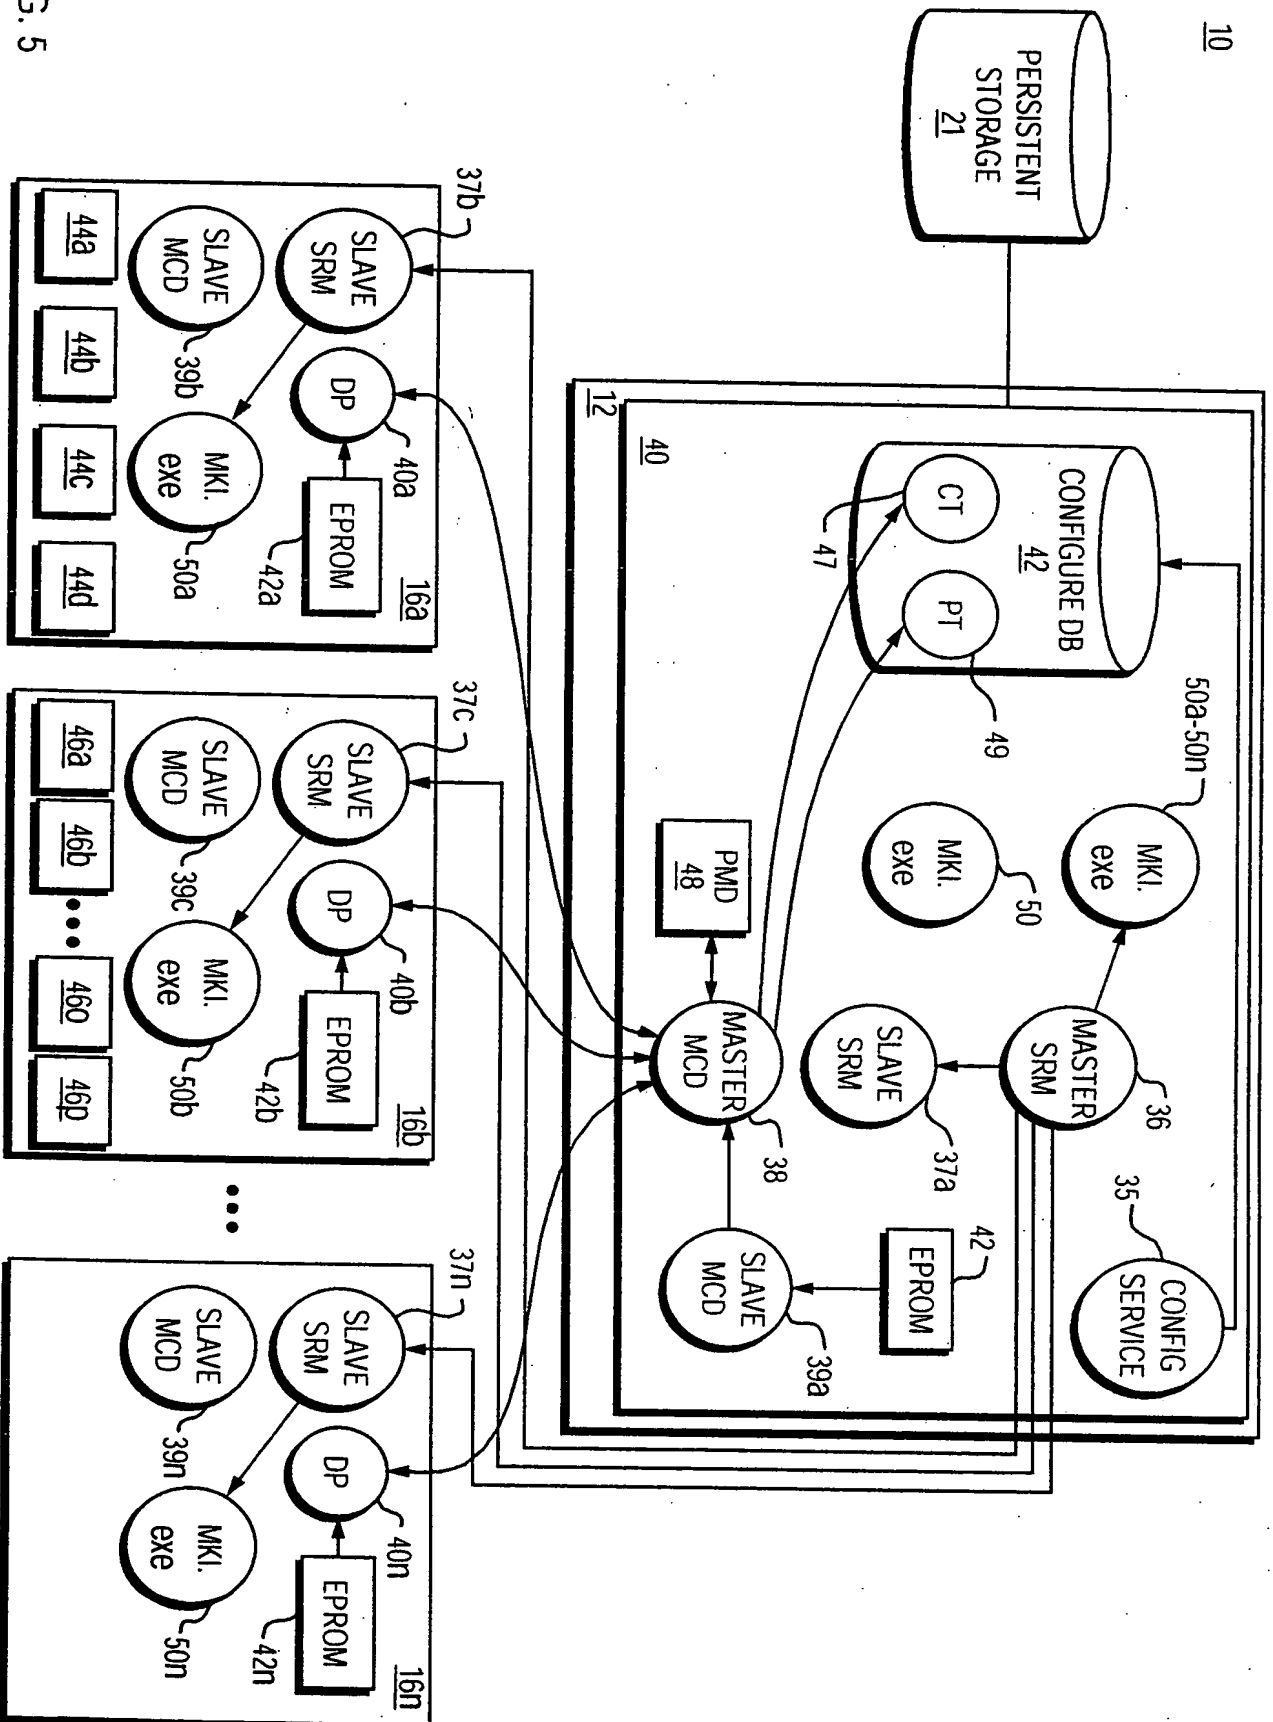 10
PERSISTENT
STORAGE
21
12
40
CONFIGURE DB
42
CT
PT
47
49
50a-50n
MKI.
exe
MKI.
exe
50
MASTER
SRM
36
SLAVE
SRM
37a
35
CONFIG
SERVICE
PMD
48
MASTER
MCD
38
SLAVE
MCD
39a
42
EPROM
37b
SLAVE
SRM
DP
40a
EPROM
42a
16a
SLAVE
MCD
39b
MKI.
exe
50a
44a
44b
44c
44d
37c
SLAVE
SRM
DP
40b
EPROM
42b
16b
SLAVE
MCD
39c
MKI.
exe
50b
46a
46b
•••
46o
46p
•••
37n
SLAVE
SRM
DP
40n
EPROM
42n
16n
SLAVE
MCD
39n
MKI.
exe
50n
G. 5